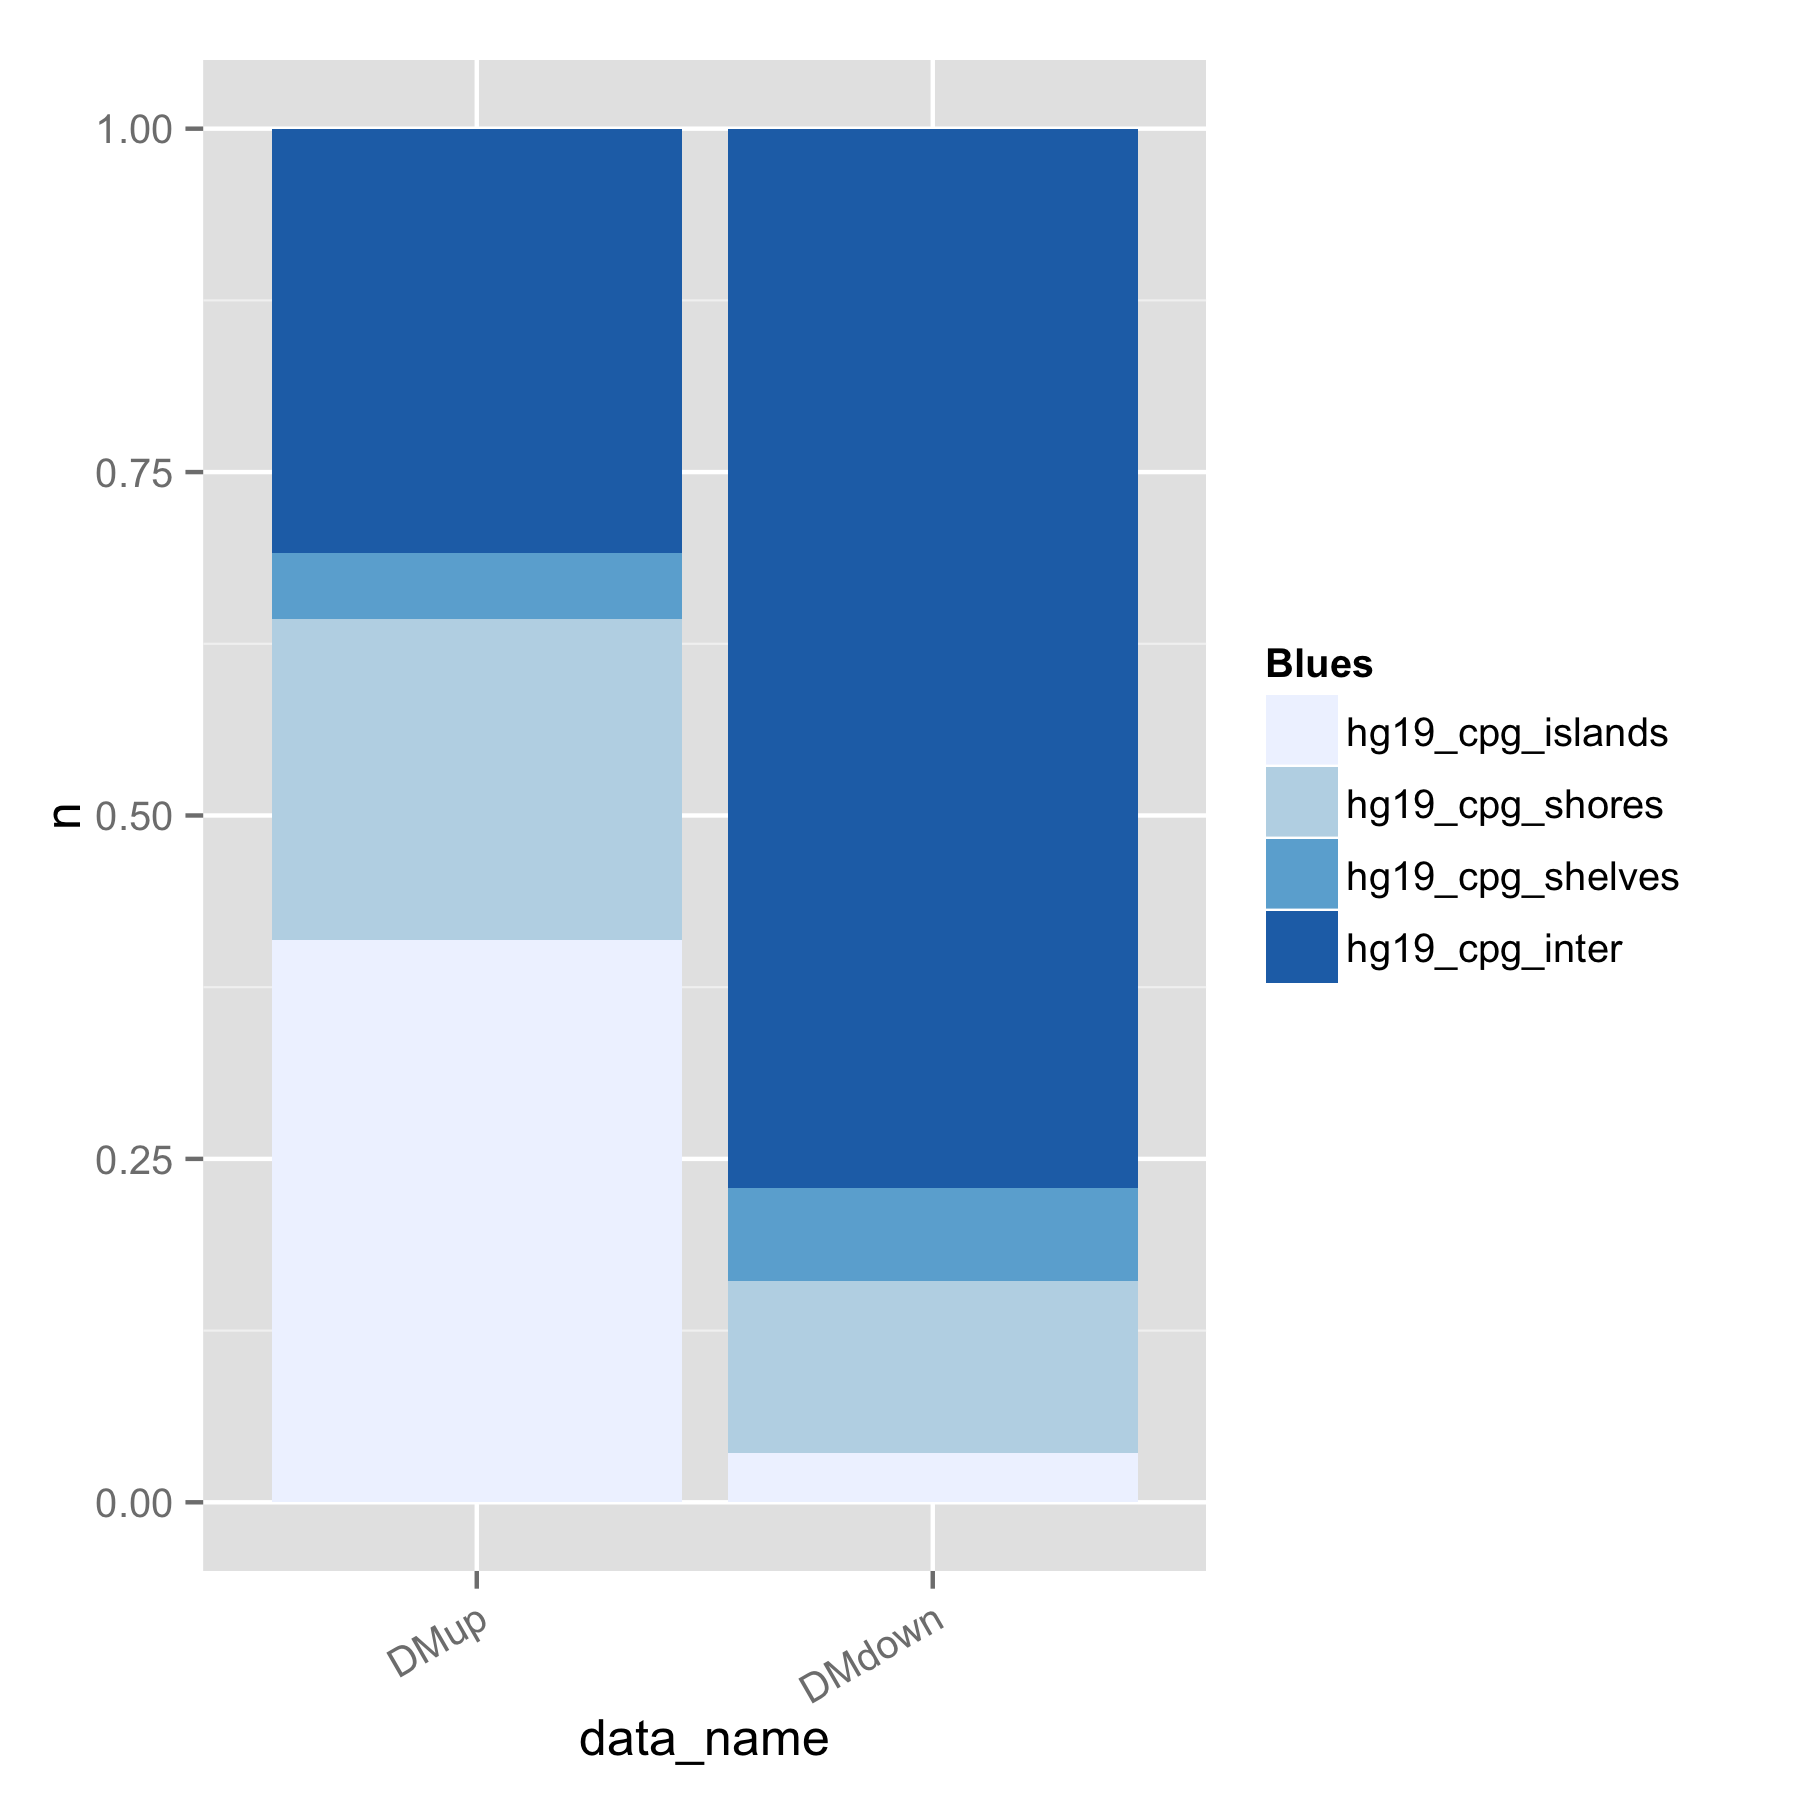 1.00
0.75
0.50
0.25
0.00
n
DMup
DMdown
data_name
Blues
hg19_cpg_islands
hg19_cpg_shores
hg19_cpg_shelves
hg19_cpg_inter